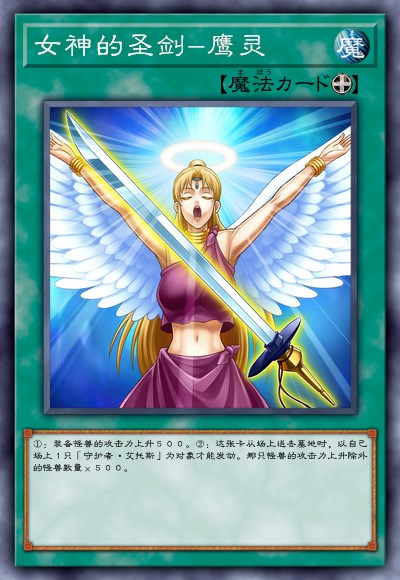 女神的圣剑-鹰灵
魔
【魔法カード】
まほう
①：装备怪兽的攻击力上升５００。②：这张卡从场上送去墓地时，以自己
场上１只「守护者·艾托斯」为对象才能发动。那只怪兽的攻击力上升除外
的怪兽数量×５００。